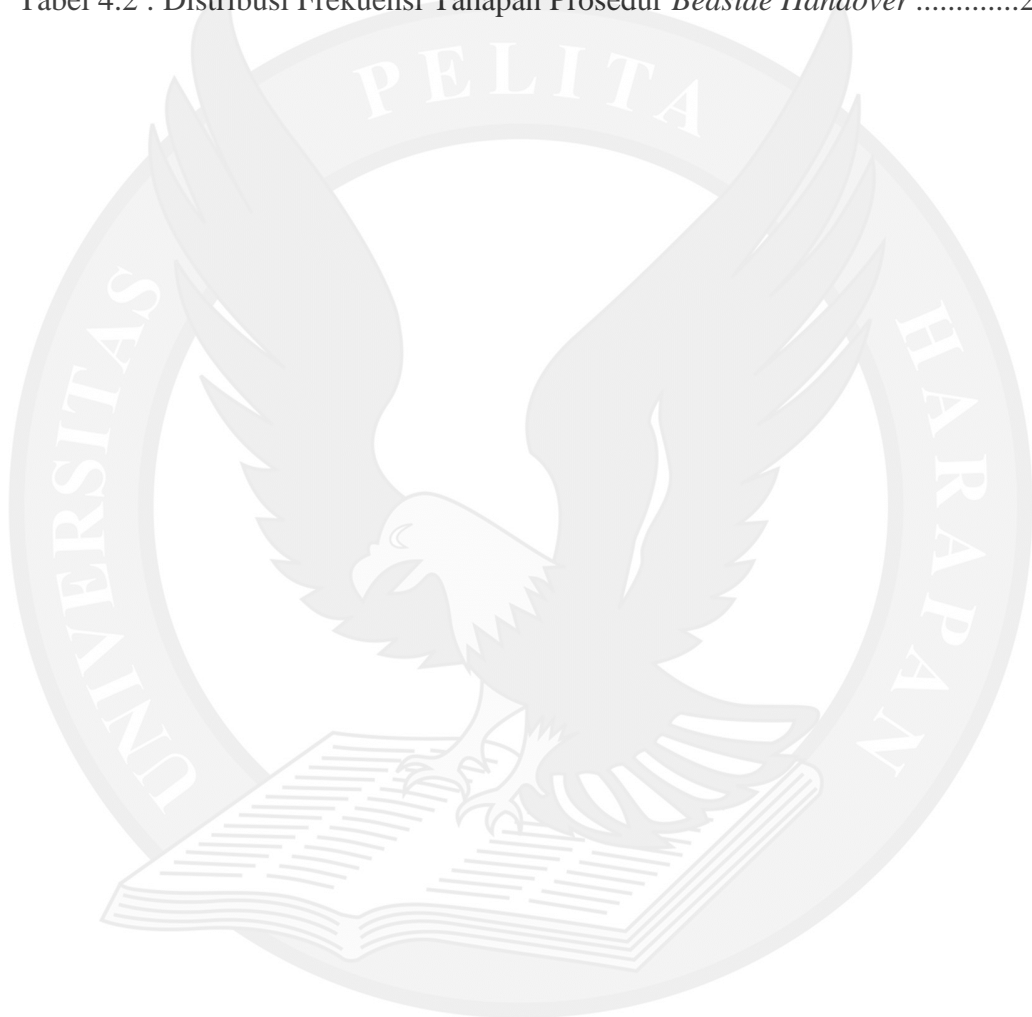 Tabel 4.2 : Distribusi Frekuensi Tahapan Prosedur Bedside Handover .............2
UNIVERSITAS PELITA HARAPAN